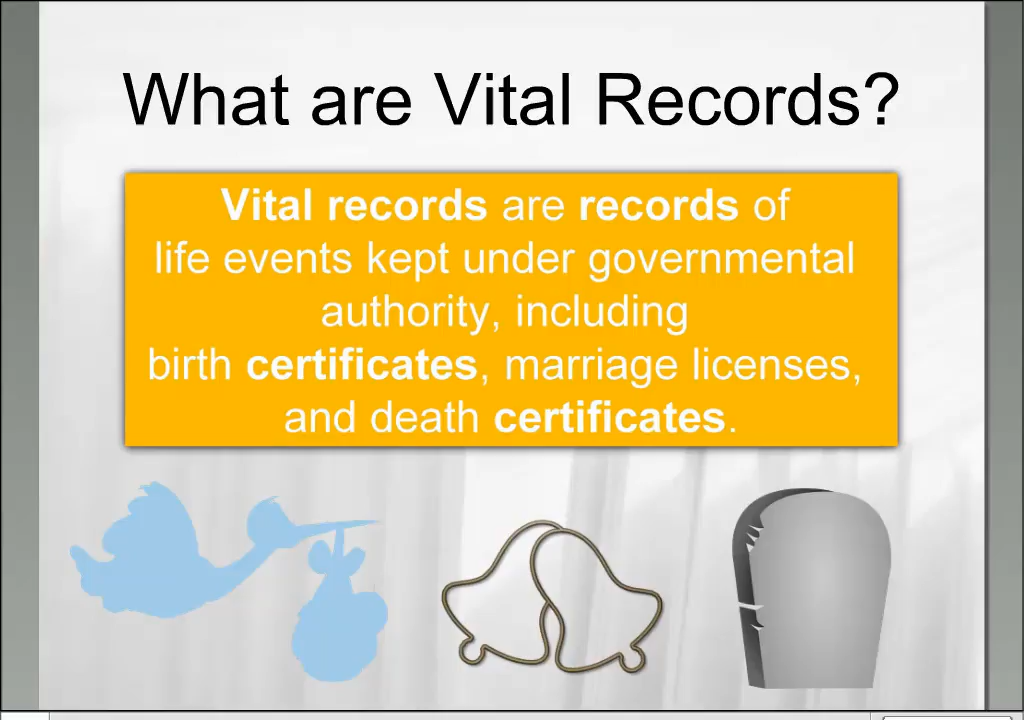 What are Vital Records?
Vital records are records of
life events kept under governmental
authority, including
birth certificates, marriage licenses,
and death certificates.